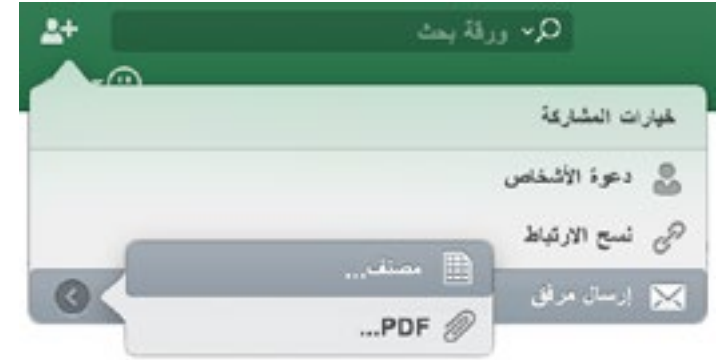 ورقة بحث
خيارات المشاركة
دعوة الأشخاص
نسخ الارتباط
إرسال مرفق
مصنف...
PDF...